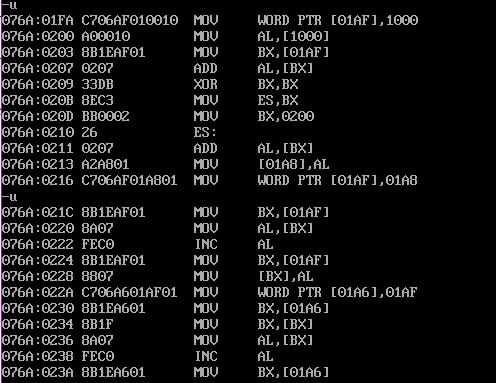 -u
076A:01FA C706AF010010 MOV WORD PTR [01AF],1000
076A:0200 A00010 MOV AL,[1000]
076A:0203 8B1EAF01 MOV BX,[01AF]
076A:0207 0207 ADD AL,[BX]
076A:0209 33DB XOR BX,BX
076A:020B 8EC3 MOV ES,BX
076A:020D BB0002 MOV BX,0200
076A:0210 26 ES:
076A:0211 0207 ADD AL,[BX]
076A:0213 A2A801 MOV [01A8],AL
076A:0216 C706AF01A801 MOV WORD PTR [01AF],01A8
-u
076A:021C 8B1EAF01 MOV BX,[01AF]
076A:0220 8A07 MOV AL,[BX]
076A:0222 FEC0 INC AL
076A:0224 8B1EAF01 MOV BX,[01AF]
076A:0228 8807 MOV [BX],AL
076A:022A C706A601AF01 MOV WORD PTR [01A6],01AF
076A:0230 8B1EA601 MOV BX,[01A6]
076A:0234 8B1F MOV BX,[BX]
076A:0236 8A07 MOV AL,[BX]
076A:0238 FEC0 INC AL
076A:023A 8B1EA601 MOV BX,[01A6]